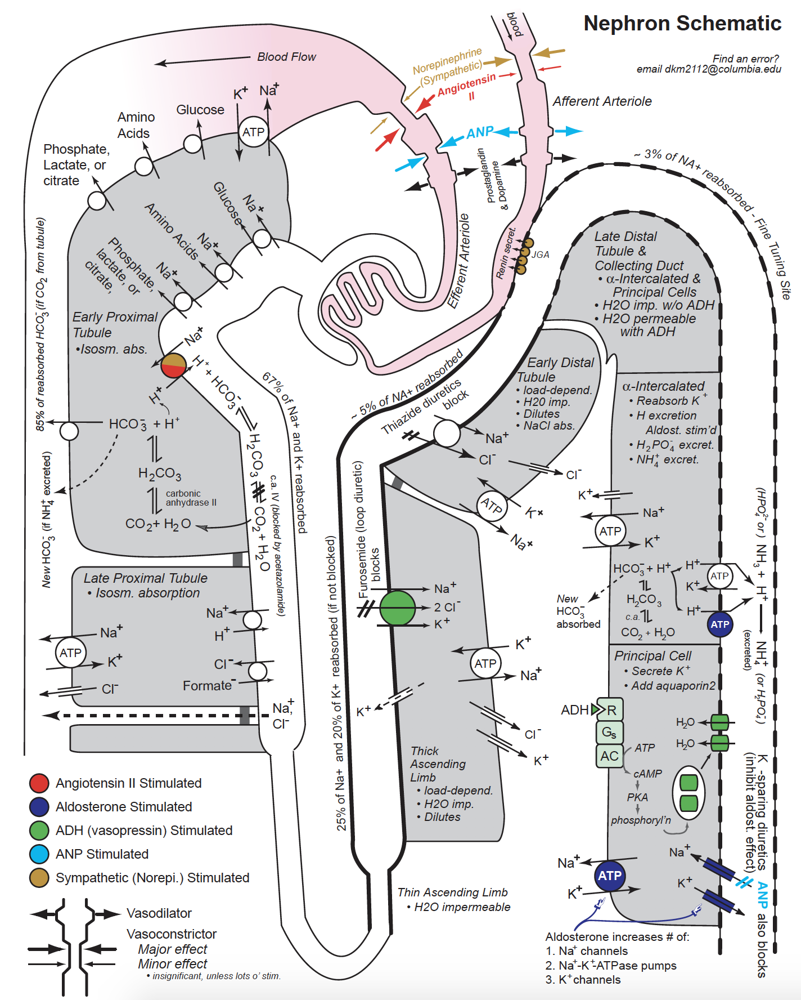 Nephron Schematic
Find an error?
email dkm2112@columbia.edu
blood
Blood Flow
Norepinephrine
(Sympathetic)
Angiotensin
II
Afferent Arteriole
ANP
Prostaglandin
& Dopamine
Efferent Arteriole
Renin secret.
JGA
K+
Na+
ATP
Glucose
Amino
Acids
Phosphate,
Lactate, or
citrate
Glucose
Na+
Amino Acids
Na+
Phosphate,
lactate, or
citrate,
Na+
Early Proximal
Tubule
•Isosm. abs.
Na+
H+ + HCO3-
H+
HCO3- + H+
H2CO3
carbonic
anhydrase II
CO2+ H2O
H2CO3
CO2 + H2O
c.a. IV (blocked by acetazolamide)
67% of Na+ and K+ reabsorbed
85% of reabsorbed HCO3- (if CO2 from tubule)
New HCO3- (if NH4+ excreted)
Late Proximal Tubule
• Isosm. absorption
Na+
H+
Na+
ATP
K+
Cl-
Formate-
Cl-
Na+,
Cl-
~ 5% of NA+ reabsorbed
Thiazide diuretics
block
Na+
Cl-
Cl-
ATP
K+
Na+
Early Distal
Tubule
• load-depend.
• H20 imp.
• Dilutes
• NaCl abs.
25% of Na+ and 20% of K+ reabsorbed (if not blocked)
Furosemide (loop diuretic)
blocks
Na+
2 Cl-
K+
K+
ATP
Na+
K+
Cl-
K+
Thick
Ascending
Limb
• load-depend.
• H2O imp.
• Dilutes
Thin Ascending Limb
• H2O impermeable
~ 3% of NA+ reabsorbed - Fine Tuning Site
Late Distal
Tubule &
Collecting Duct
• α-Intercalated &
Principal Cells
• H2O imp. w/o ADH
• H2O permeable
with ADH
α-Intercalated
• Reabsorb K+
• H excretion
Aldost. stim'd
• H2PO4- excret.
• NH4+ excret.
K+
Na+
ATP
K+
HCO3- + H+
H+
ATP
K+
H2CO3
H+
ATP
c.a.
CO2 + H2O
New
HCO3-
absorbed
(HPO4 2- or ) NH3 + H+
NH4+ (or H2PO4-)
(excreted)
Principal Cell
• Secrete K+
• Add aquaporin2
ADH
R
Gs
AC
ATP
cAMP
PKA
phosphoryl'n
H2O
H2O
Na+
K+
Na+
ATP
K+
K -sparing diuretics
(inhibit aldost. effect)
ANP also blocks
Aldosterone increases # of:
1. Na+ channels
2. Na+-K+-ATPase pumps
3. K+ channels
Angiotensin II Stimulated
Aldosterone Stimulated
ADH (vasopressin) Stimulated
ANP Stimulated
Sympathetic (Norepi.) Stimulated
Vasodilator
Vasoconstrictor
Major effect
Minor effect
• insignificant, unless lots o' stim.